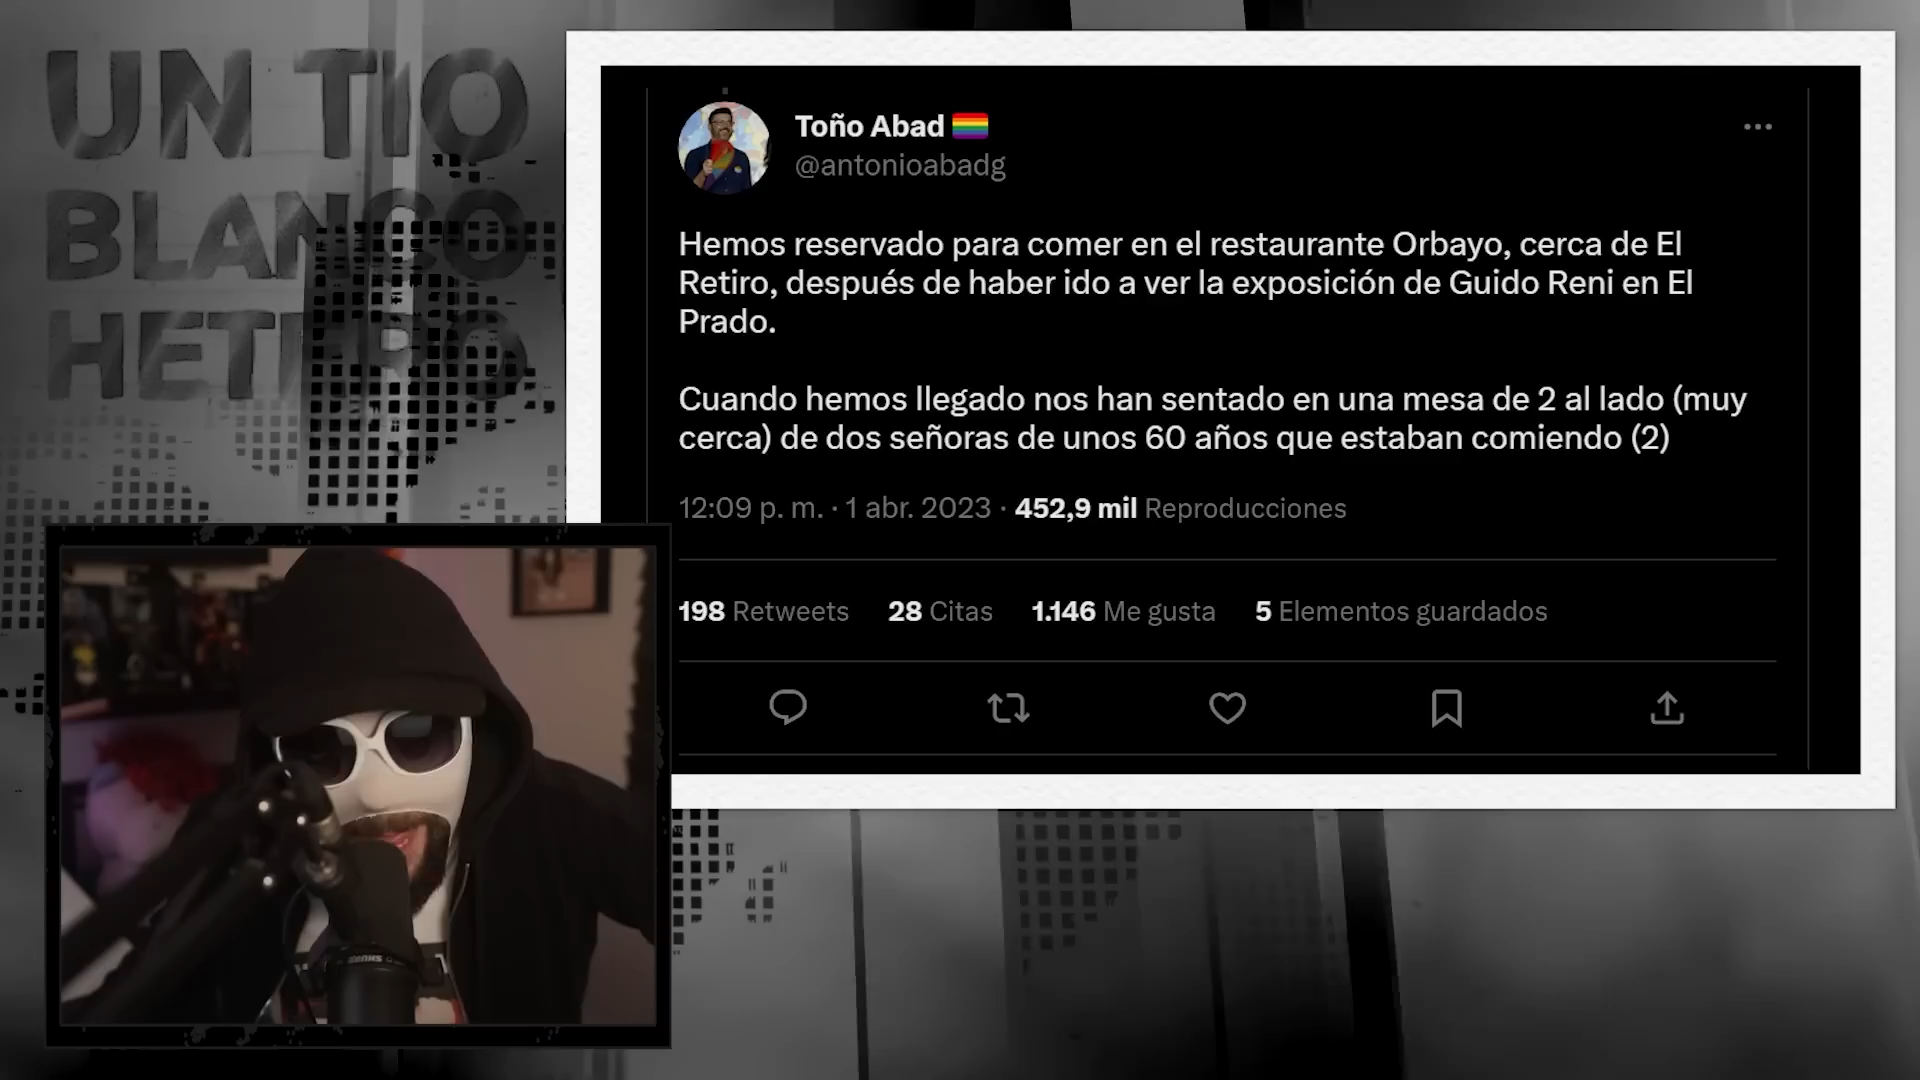 UN TIO
BLANCO
HETERO
Toño Abad
@antonioabadg
Hemos reservado para comer en el restaurante Orbayo, cerca de El
Retiro, después de haber ido a ver la exposición de Guido Reni en El
Prado.
Cuando hemos llegado nos han sentado en una mesa de 2 al lado (muy
cerca) de dos señoras de unos 60 años que estaban comiendo (2)
12:09 p. m. · 1 abr. 2023 · 452,9 mil Reproducciones
198 Retweets 28 Citas 1.146 Me gusta 5 Elementos guardados
SHURE